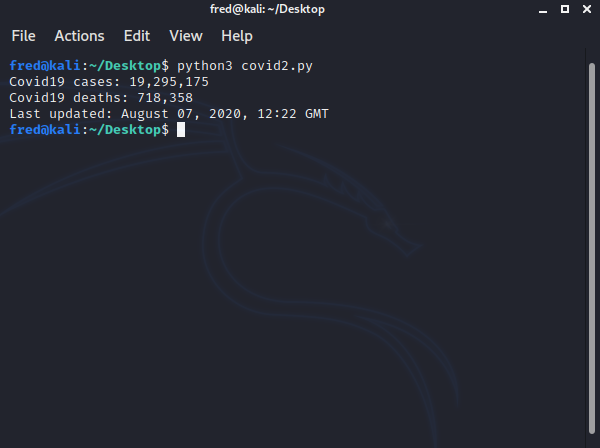 fred@kali: ~/Desktop
File Actions Edit View Help
fred@kali:~/Desktop$ python3 covid2.py
Covid19 cases: 19,295,175
Covid19 deaths: 718,358
Last updated: August 07, 2020, 12:22 GMT
fred@kali:~/Desktop$